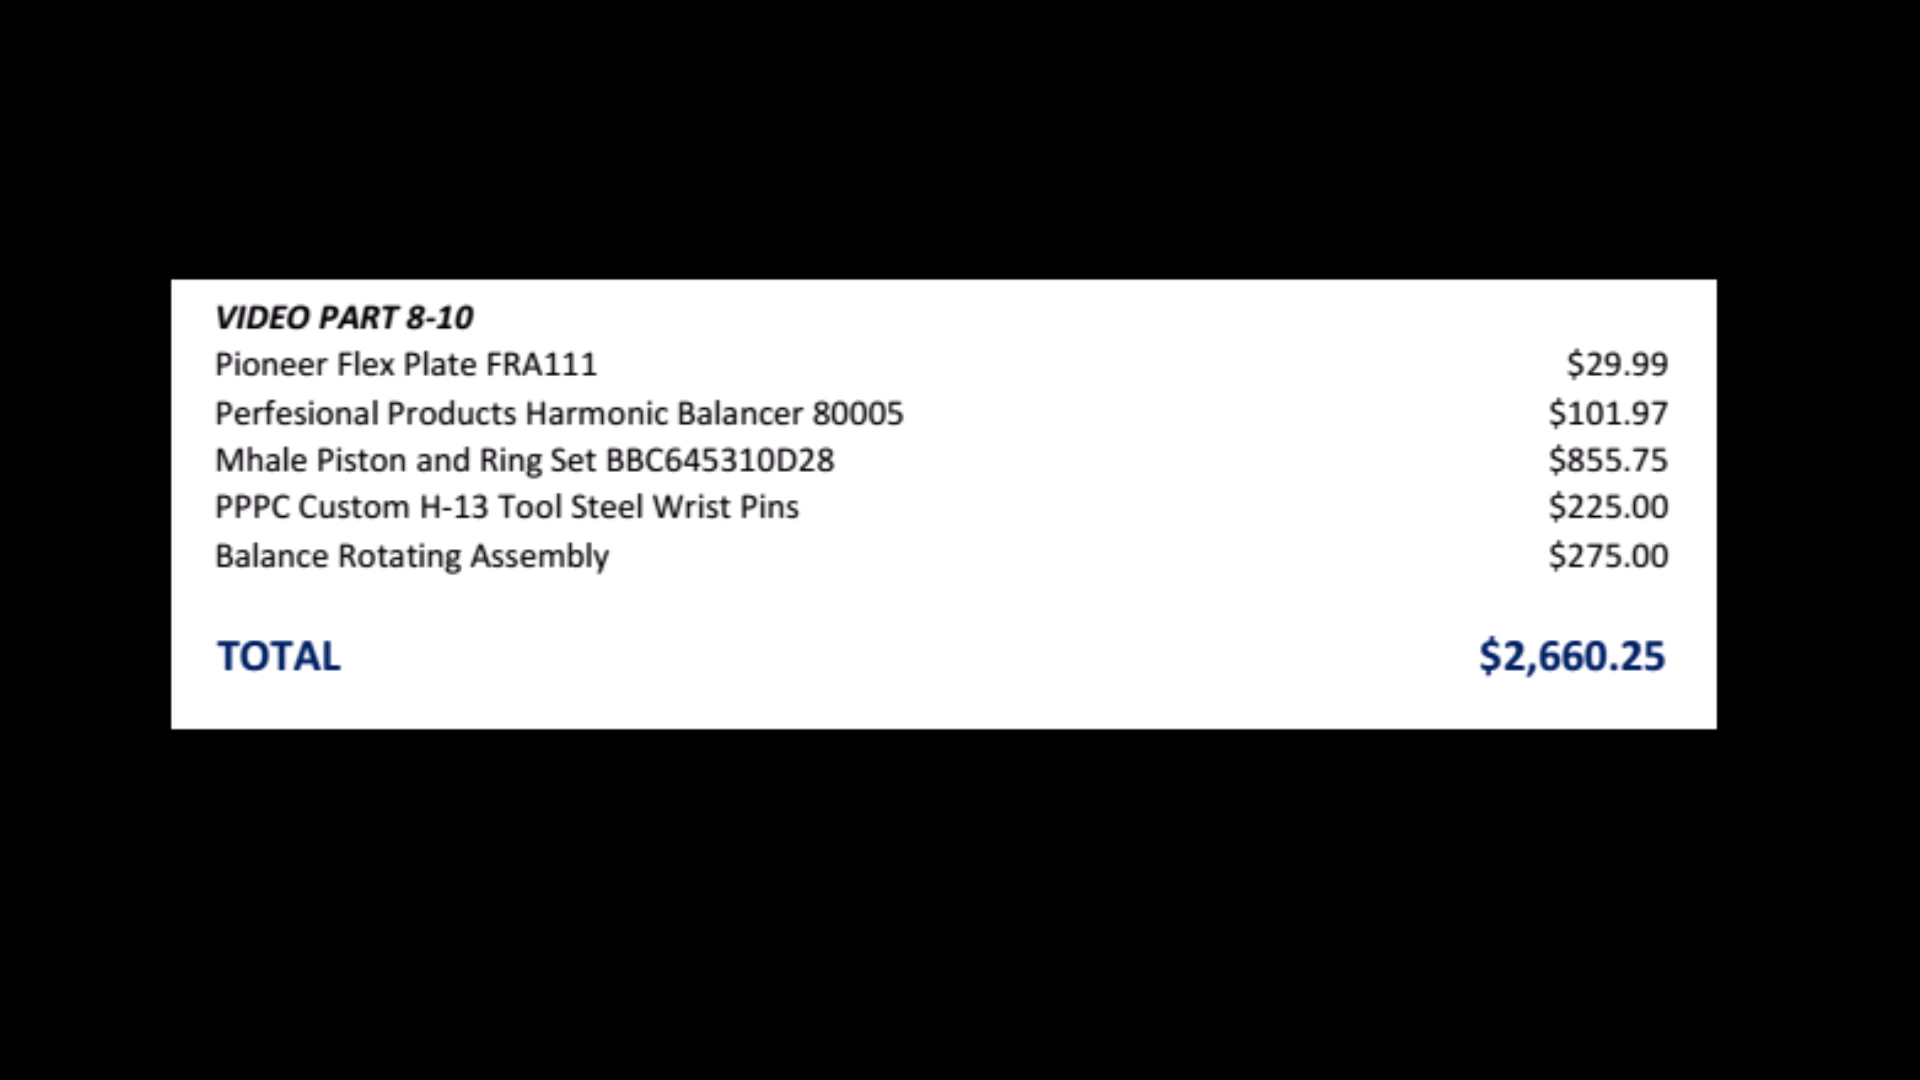 VIDEO PART 8-10
Pioneer Flex Plate FRA111 $29.99
Perfesional Products Harmonic Balancer 80005 $101.97
Mhale Piston and Ring Set BBC645310D28 $855.75
PPPC Custom H-13 Tool Steel Wrist Pins $225.00
Balance Rotating Assembly $275.00
TOTAL $2,660.25